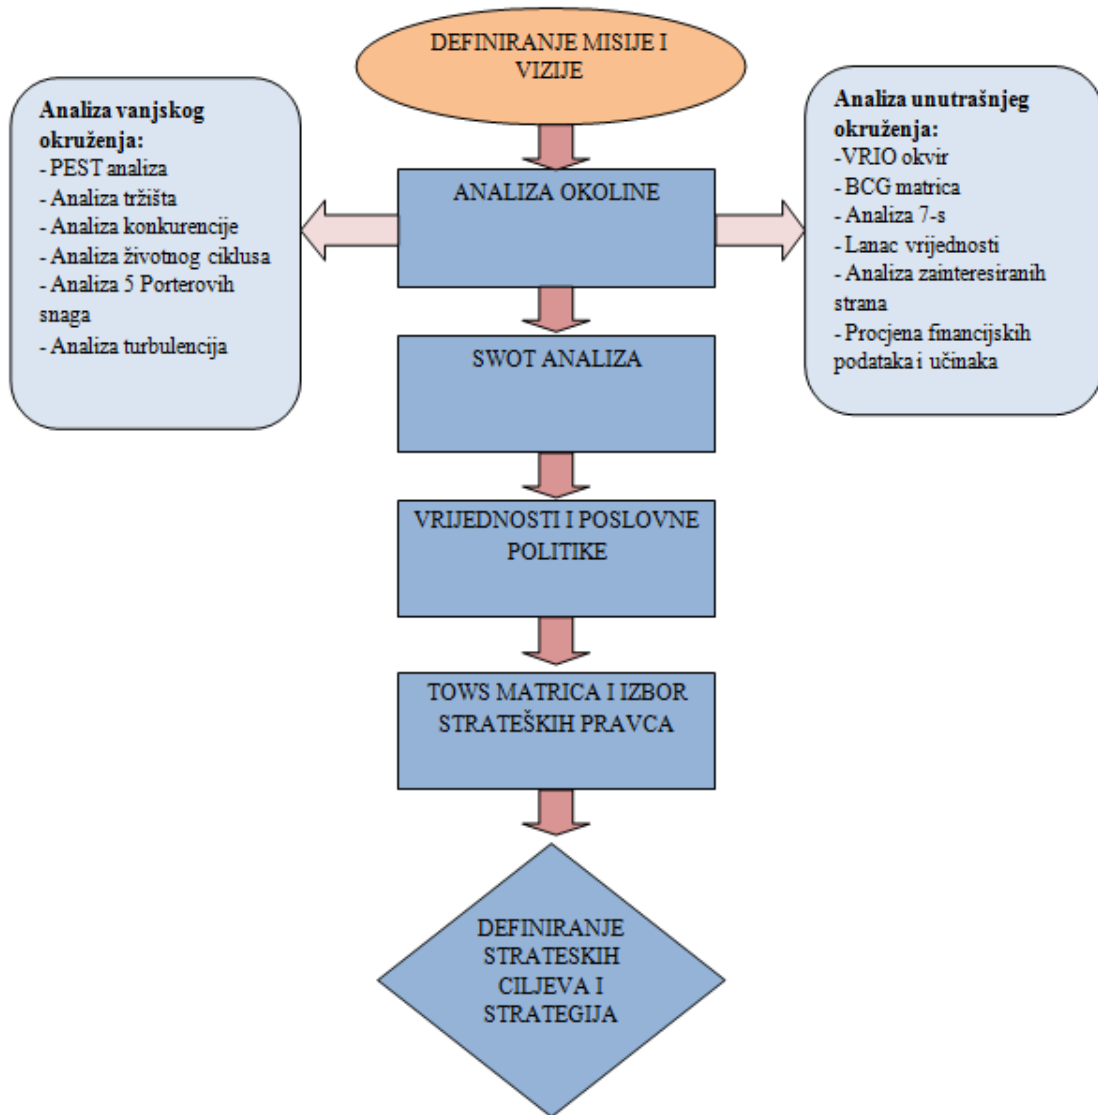 DEFINIRANJE MISIJE I
VIZIJE
Analiza vanjskog
okruženja:
- PEST analiza
- Analiza tržišta
- Analiza konkurencije
- Analiza životnog ciklusa
- Analiza 5 Porterovih
snaga
- Analiza turbulencija
ANALIZA OKOLINE
Analiza unutrašnjeg
okruženja:
-VRIO okvir
- BCG matrica
- Analiza 7-s
- Lanac vrijednosti
- Analiza zainteresiranih
strana
- Procjena financijskih
podataka i učinaka
SWOT ANALIZA
VRIJEDNOSTI I POSLOVNE
POLITIKE
TOWS MATRICA I IZBOR
STRATEŠKIH PRAVCA
DEFINIRANJE
STRATESKIH
CILJEVA I
STRATEGIJA